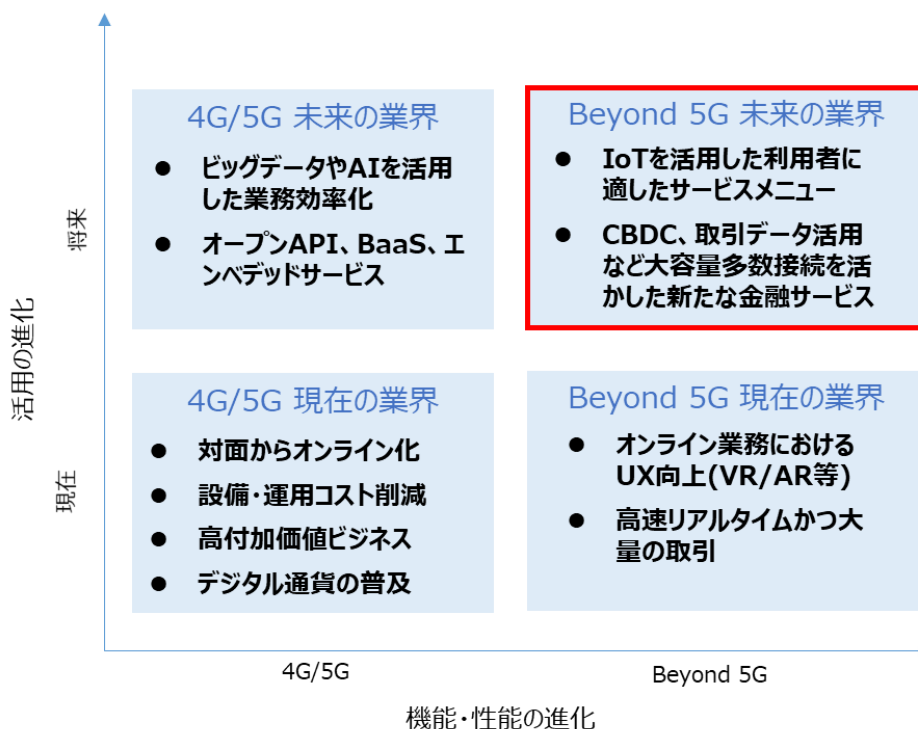 4G/5G 未来の業界
● ビッグデータやAIを活用
した業務効率化
● オープンAPI、BaaS、エ
ンベデッドサービス
Beyond 5G 未来の業界
● IoTを活用した利用者に
適したサービスメニュー
● CBDC、取引データ活用
など大容量多数接続を活
かした新たな金融サービス
将来
活用の進化
4G/5G 現在の業界
● 対面からオンライン化
● 設備・運用コスト削減
● 高付加価値ビジネス
● デジタル通貨の普及
Beyond 5G 現在の業界
● オンライン業務における
UX向上(VR/AR等)
● 高速リアルタイムかつ大
量の取引
現在
4G/5G
Beyond 5G
機能・性能の進化